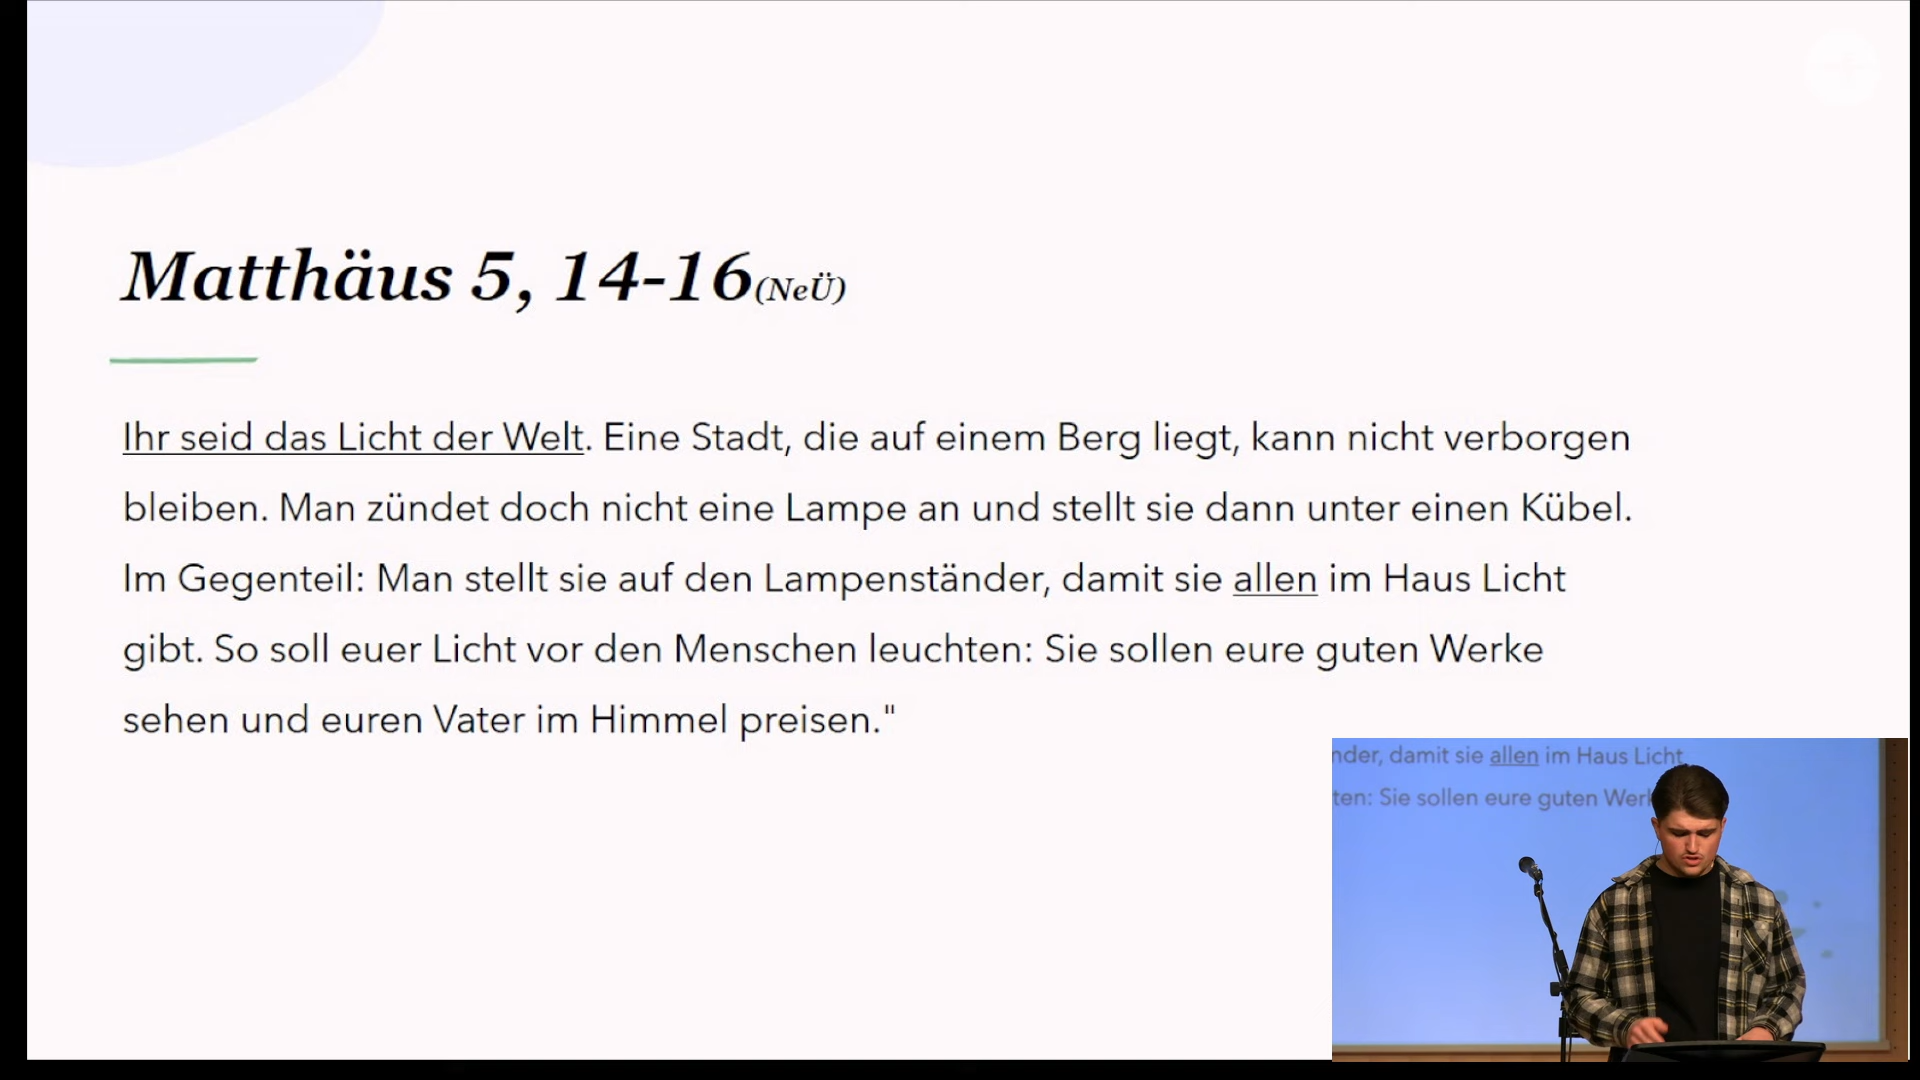 Matthäus 5, 14-16(NeÜ)
Ihr seid das Licht der Welt. Eine Stadt, die auf einem Berg liegt, kann nicht verborgen
bleiben. Man zündet doch nicht eine Lampe an und stellt sie dann unter einen Kübel.
Im Gegenteil: Man stellt sie auf den Lampenständer, damit sie allen im Haus Licht
gibt. So soll euer Licht vor den Menschen leuchten: Sie sollen eure guten Werke
sehen und euren Vater im Himmel preisen."
nder, damit sie allen im Haus Licht
ten: Sie sollen eure guten Werk